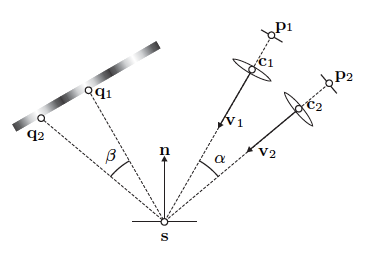 p₁
c₁
p₂
q₁
c₂
q₂
v₁
β
n
α
v₂
s